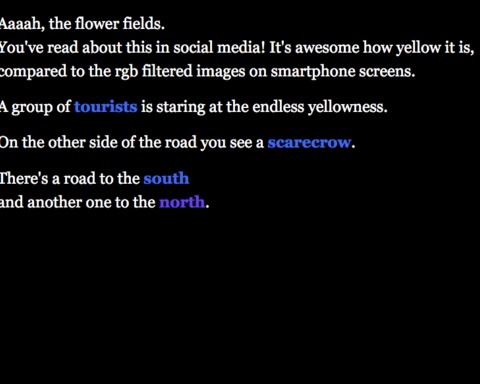 Aaaah, the flower fields.
You've read about this in social media! It's awesome how yellow it is,
compared to the rgb filtered images on smartphone screens.
A group of tourists is staring at the endless yellowness.
On the other side of the road you see a scarecrow.
There's a road to the south
and another one to the north.